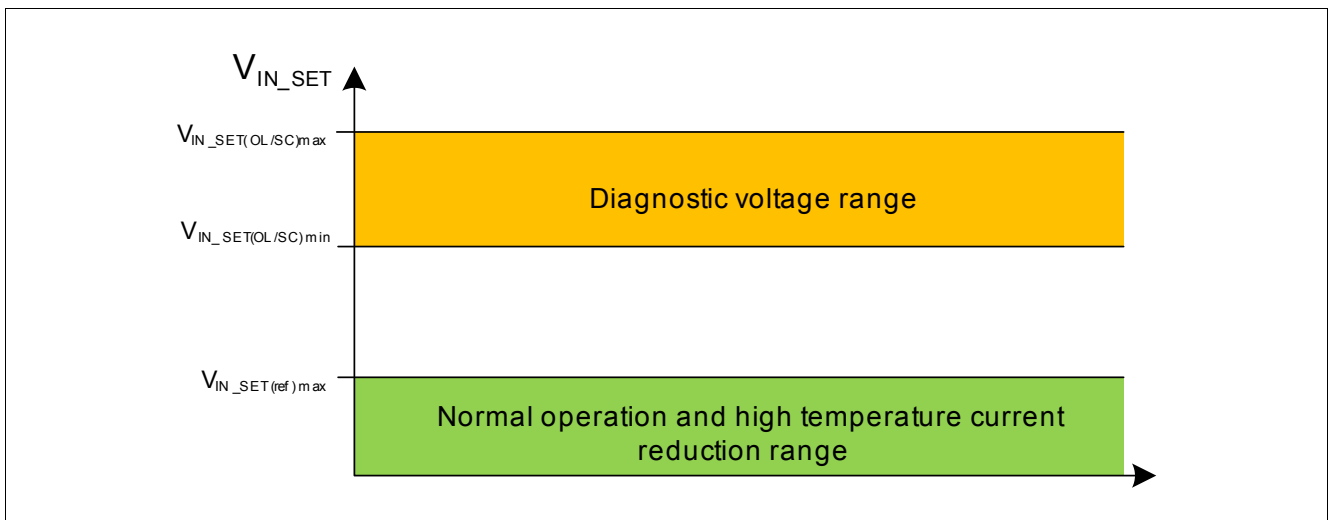 V_IN_SET
V_IN_SET(OL/SC)max
Diagnostic voltage range
V_IN_SET(OL/SC)min
V_IN_SET(ref)max
Normal operation and high temperature current
reduction range